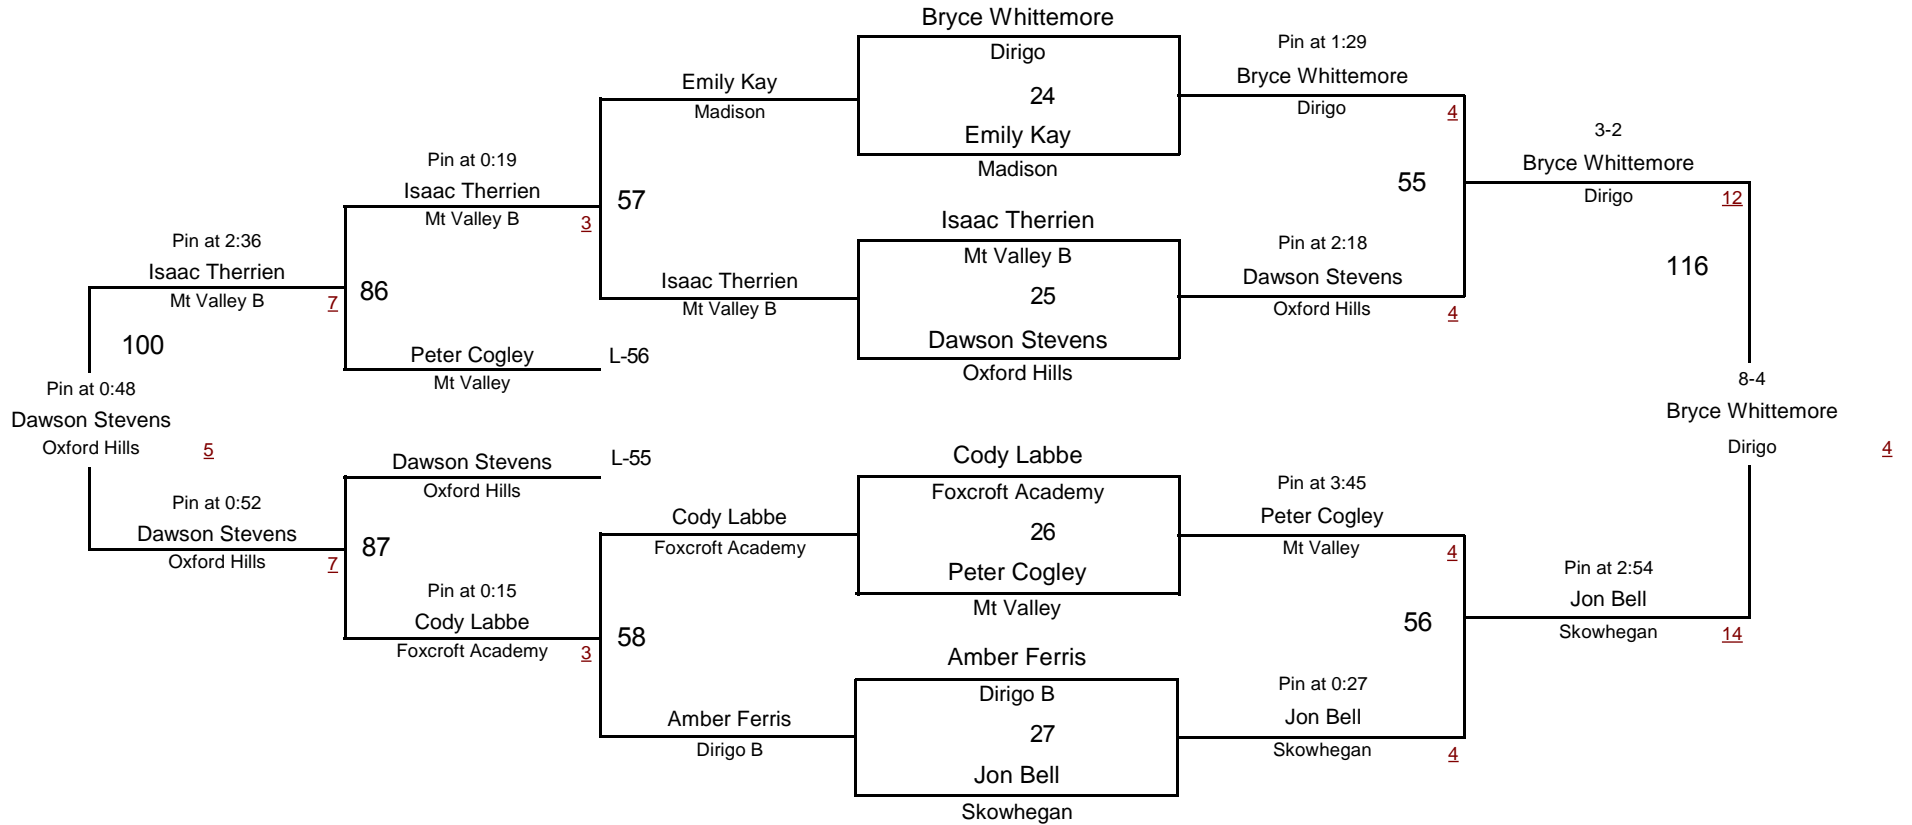 Bryce Whittemore
Dirigo
24
Emily Kay
Madison
Isaac Therrien
Mt Valley B
25
Dawson Stevens
Oxford Hills
Cody Labbe
Foxcroft Academy
26
Peter Cogley
Mt Valley
Amber Ferris
Dirigo B
27
Jon Bell
Skowhegan
Pin at 1:29
Bryce Whittemore
Dirigo
4
55
Pin at 2:18
Dawson Stevens
Oxford Hills
4
Pin at 3:45
Peter Cogley
Mt Valley
4
56
Pin at 0:27
Jon Bell
Skowhegan
4
3-2
Bryce Whittemore
Dirigo
12
116
Pin at 2:54
Jon Bell
Skowhegan
14
8-4
Bryce Whittemore
Dirigo
4
Emily Kay
Madison
57
Isaac Therrien
Mt Valley B
Cody Labbe
Foxcroft Academy
58
Amber Ferris
Dirigo B
Pin at 0:19
Isaac Therrien
Mt Valley B
3
86
Peter Cogley
L-56
Mt Valley
Dawson Stevens
L-55
Oxford Hills
87
Pin at 0:15
Cody Labbe
Foxcroft Academy
3
Pin at 2:36
Isaac Therrien
Mt Valley B
7
100
Pin at 0:52
Dawson Stevens
Oxford Hills
7
Pin at 0:48
Dawson Stevens
Oxford Hills
5